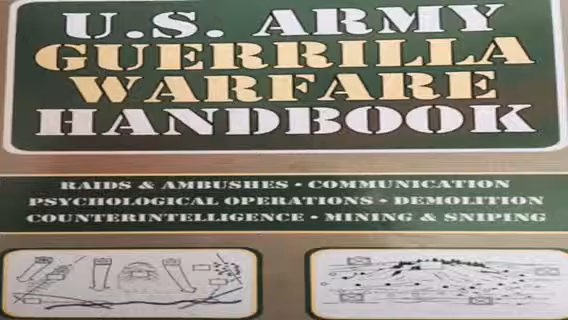 U.S. ARMY
GUERRILLA
WARFARE
HANDBOOK
RAIDS & AMBUSHES • COMMUNICATION
PSYCHOLOGICAL OPERATIONS • DEMOLITION
COUNTERINTELLIGENCE • MINING & SNIPING